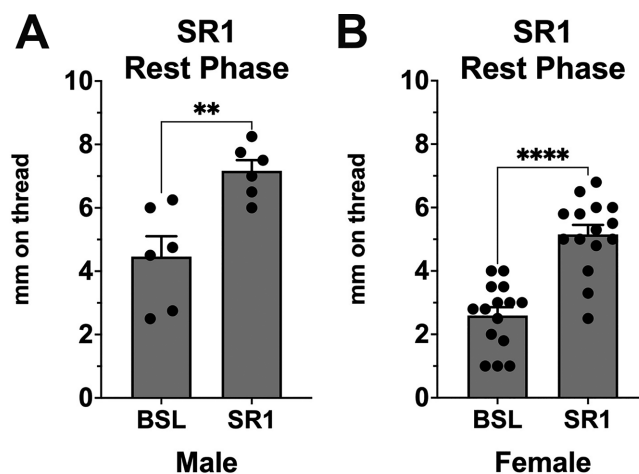 A
SR1
Rest Phase
mm on thread
10
8
6
4
2
0
**
BSL
SR1
Male
B
SR1
Rest Phase
mm on thread
10
8
6
4
2
0
****
BSL
SR1
Female